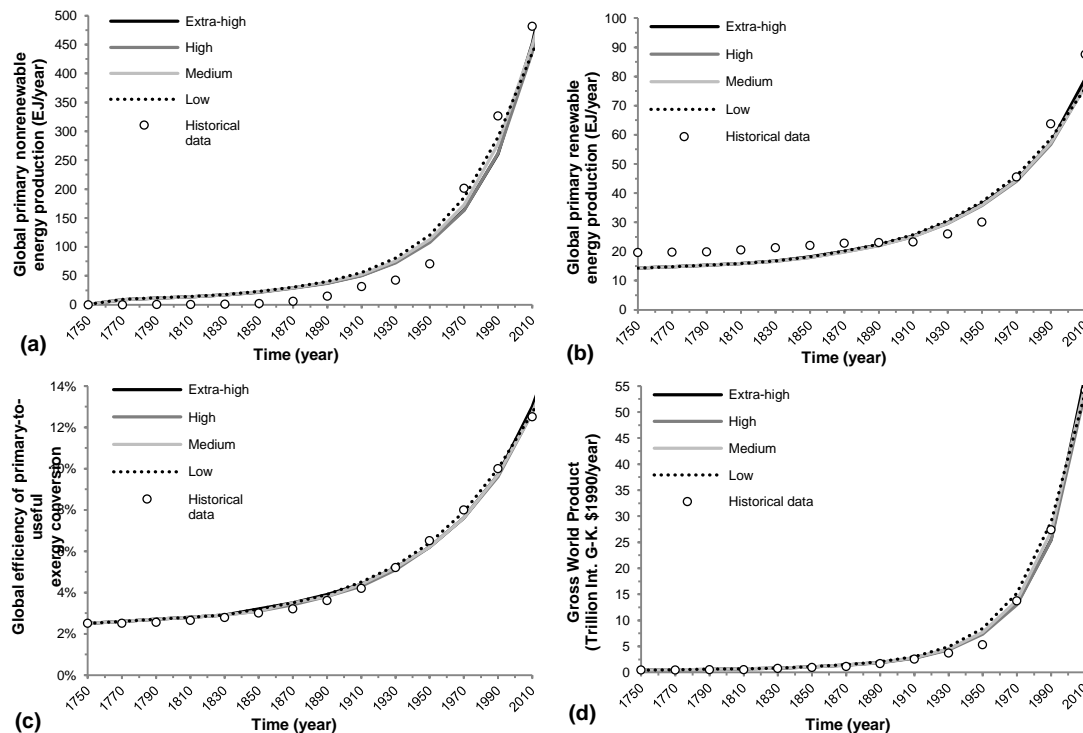 Global primary nonrenewable
energy production (EJ/year)
500
450
400
350
300
250
200
150
100
50
0
Extra-high
High
Medium
Low
Historical
data
1750
1770
1790
1810
1830
1850
1870
1890
1910
1930
1950
1970
1990
2010
(a)
Time (year)
Global primary renewable
energy production (EJ/year)
100
90
80
70
60
50
40
30
20
10
0
Extra-high
High
Medium
Low
Historical data
1750
1770
1790
1810
1830
1850
1870
1890
1910
1930
1950
1970
1990
2010
(b)
Time (year)
Global efficiency of primary-to-
useful
exergy conversion
14%
12%
10%
8%
6%
4%
2%
0%
Extra-high
High
Medium
Low
Historical
data
1750
1770
1790
1810
1830
1850
1870
1890
1910
1930
1950
1970
1990
2010
(c)
Time (year)
Gross World Product
(Trillion Int. G-K. $1990/year)
55
50
45
40
35
30
25
20
15
10
5
0
Extra-high
High
Medium
Low
Historical data
1750
1770
1790
1810
1830
1850
1870
1890
1910
1930
1950
1970
1990
2010
(d)
Time (year)